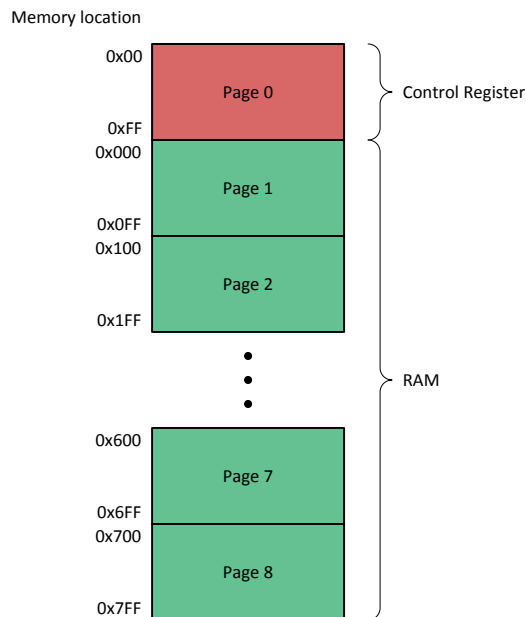 Memory location
0x00
Page 0
Control Register
0xFF
0x000
Page 1
0x0FF
0x100
Page 2
0x1FF
RAM
0x600
Page 7
0x6FF
0x700
Page 8
0x7FF